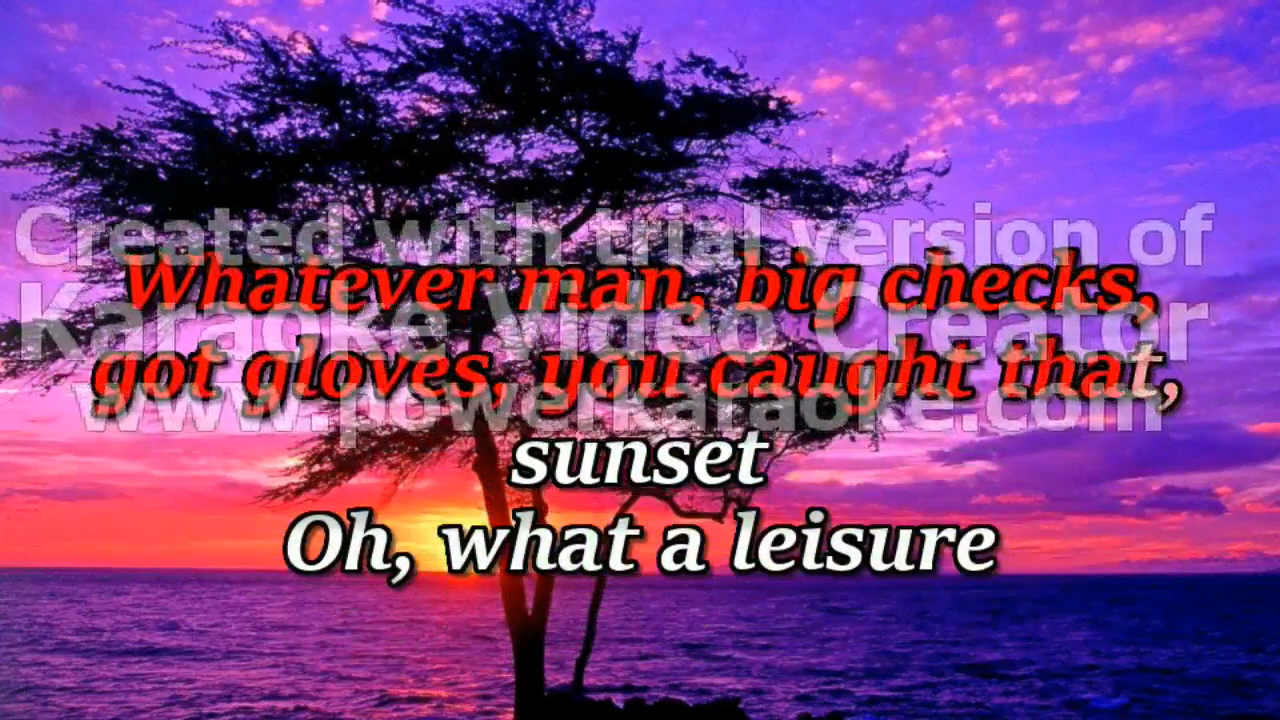 Created with trial version of
Whatever man, big checks,
Karaoke Video Creator
got gloves, you caught that,
www.powerkaraoke.com
sunset
Oh, what a leisure